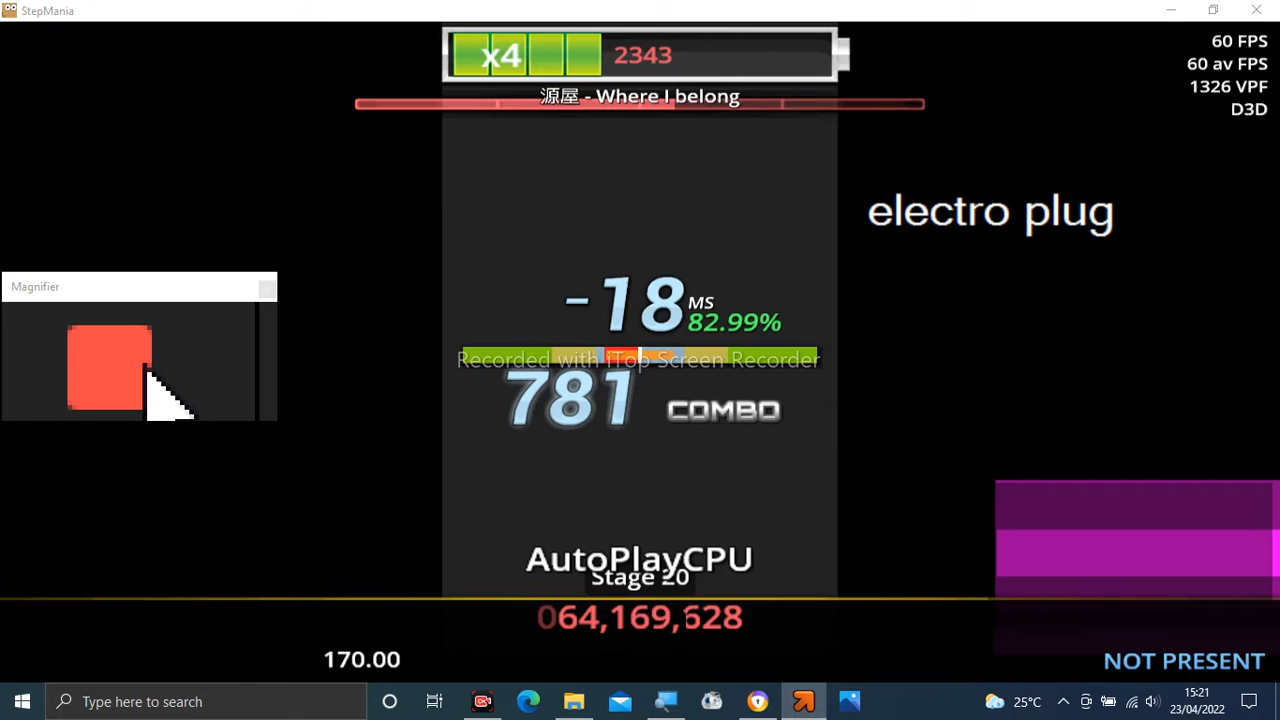 StepMania
x4
2343
源屋 - Where I belong
60 FPS
60 av FPS
1326 VPF
D3D
electro plug
Magnifier
-18 MS
82.99%
Recorded with iTop Screen Recorder
781 COMBO
AutoPlayCPU
Stage 20
064,169,628
170.00
NOT PRESENT
Type here to search
25°C
15:21
23/04/2022